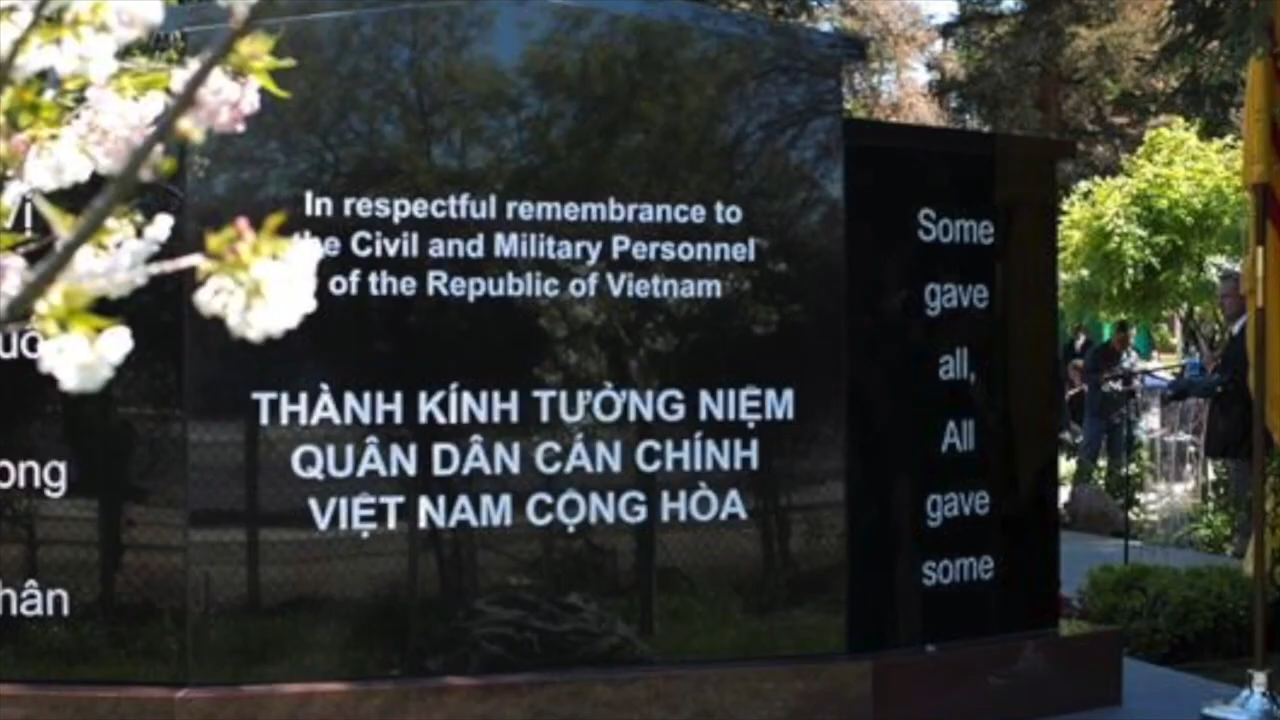 In respectful remembrance to
the Civil and Military Personnel
of the Republic of Vietnam
THÀNH KÍNH TƯỞNG NIỆM
QUÂN DÂN CÁN CHÍNH
VIỆT NAM CỘNG HÒA
Some
gave
all,
All
gave
some